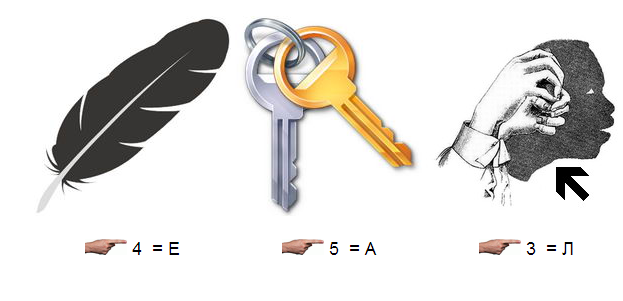 4 = Е
5 = А
3 = Л